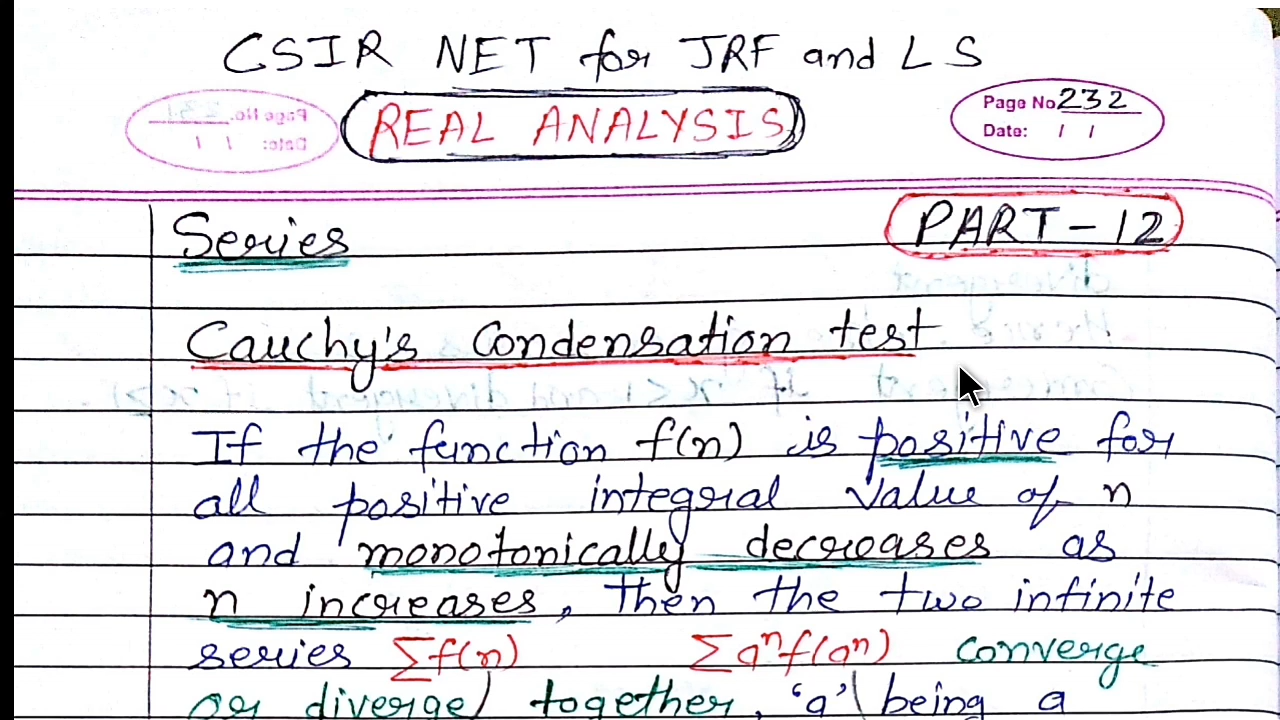 CSIR NET for JRF and LS
REAL ANALYSIS
Page No 232
Date: / /
Series
PART-12
Cauchy's Condensation test
If the function f(n) is positive for
all positive integral value of n
and monotonically decreases as
n increases, then the two infinite
series Σf(n) Σaⁿf(aⁿ) converge
or diverge together, 'a' being a